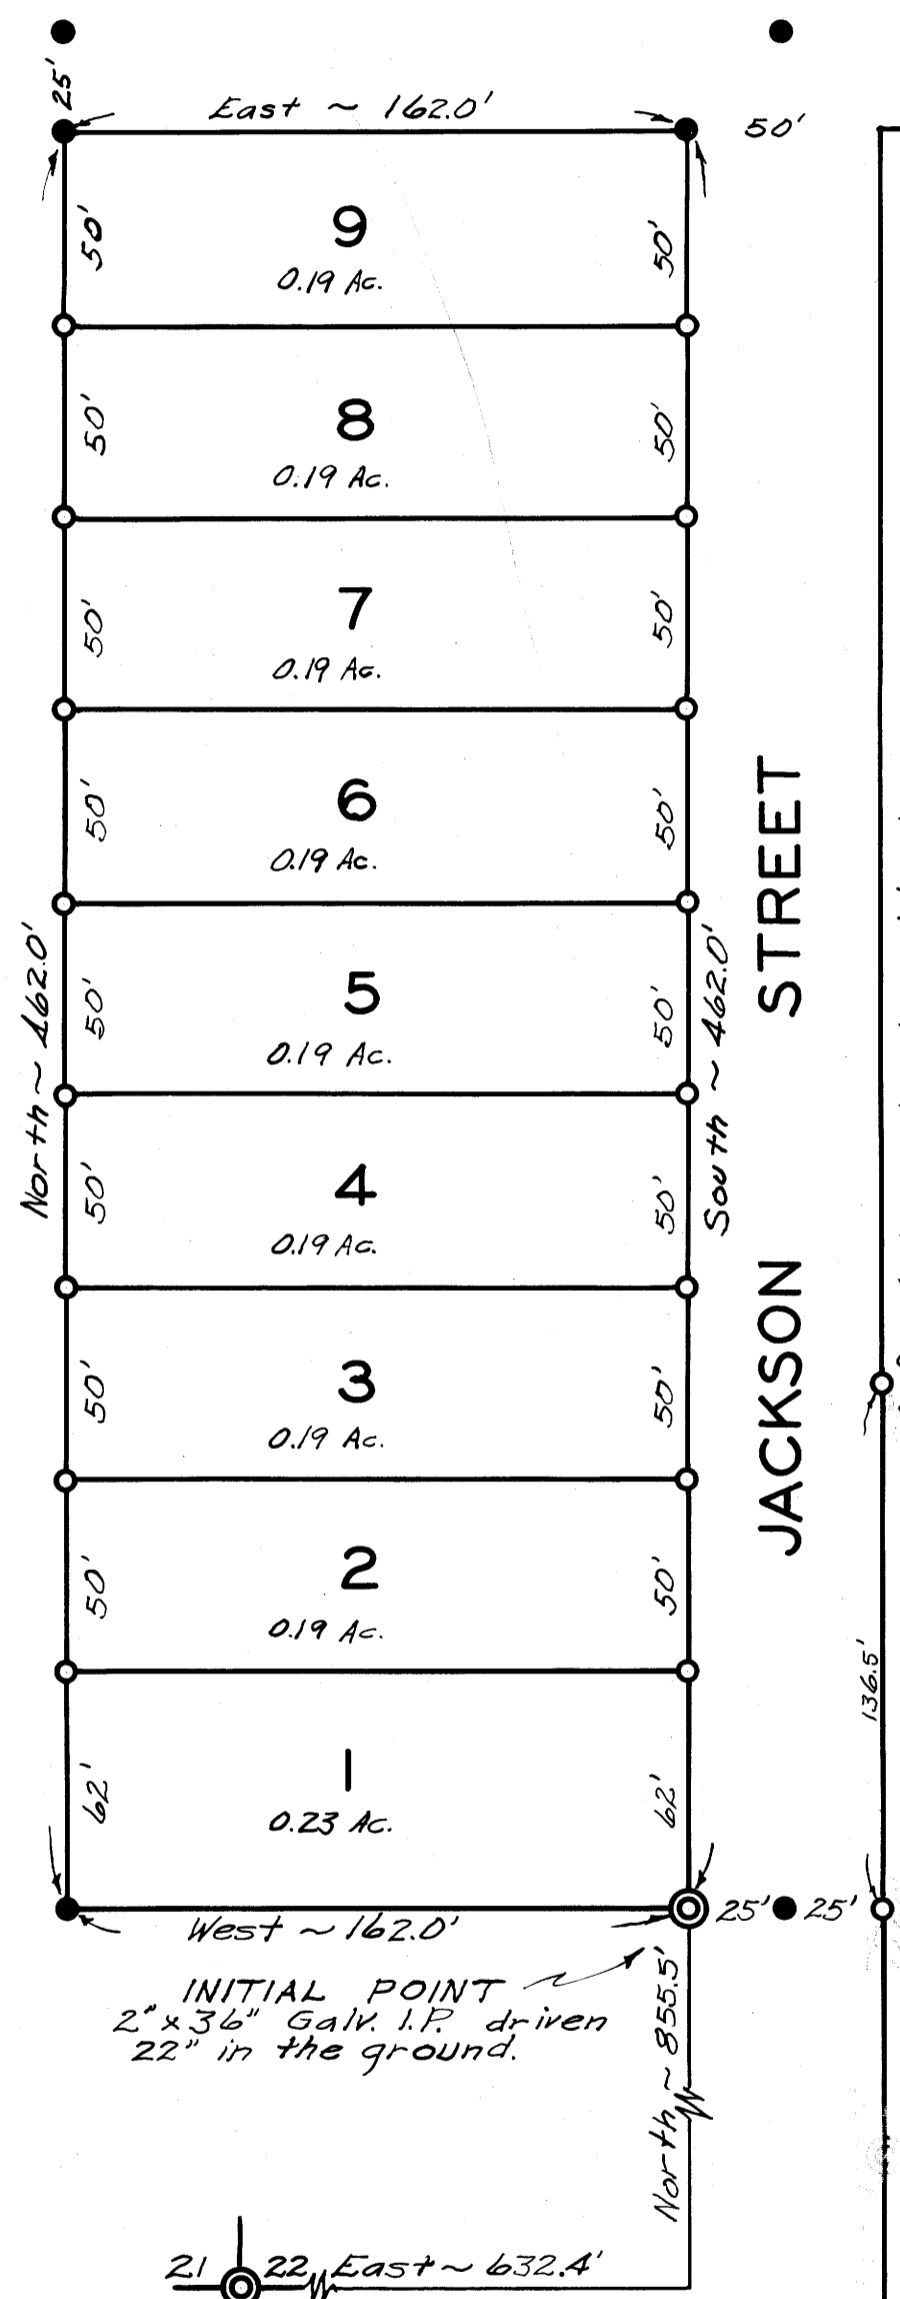 25'
East ~ 162.0'
50'
50'
9
50'
0.19 Ac.
50'
8
50'
0.19 Ac.
50'
7
50'
0.19 Ac.
50'
6
50'
0.19 Ac.
North ~ 462.0'
50'
5
50'
0.19 Ac.
South ~ 462.0'
JACKSON STREET
50'
4
50'
0.19 Ac.
50'
3
50'
0.19 Ac.
50'
2
50'
0.19 Ac.
136.5'
62'
1
62'
0.23 Ac.
25' 25'
West ~ 162.0'
INITIAL POINT
2" x 36" Galv. I.P. driven
22" in the ground.
North ~ 855.5'
21 22 East ~ 632.4'